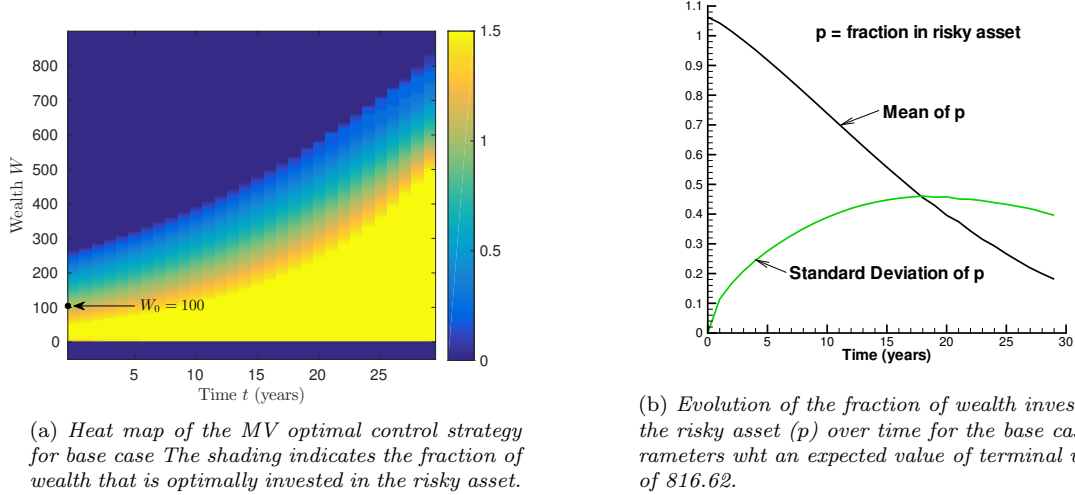 900
800
700
600
500
400
300
200
100
0
Wealth W
5
10
15
20
25
Time t (years)
W₀ = 100
1.5
1
0.5
0
(a) Heat map of the MV optimal control strategy
for base case The shading indicates the fraction of
wealth that is optimally invested in the risky asset.
1.1
1
0.9
0.8
0.7
0.6
0.5
0.4
0.3
0.2
0.1
0
0
5
10
15
20
25
30
Time (years)
p = fraction in risky asset
Mean of p
Standard Deviation of p
(b) Evolution of the fraction of wealth inves
the risky asset (p) over time for the base cas
rameters wht an expected value of terminal
of 816.62.